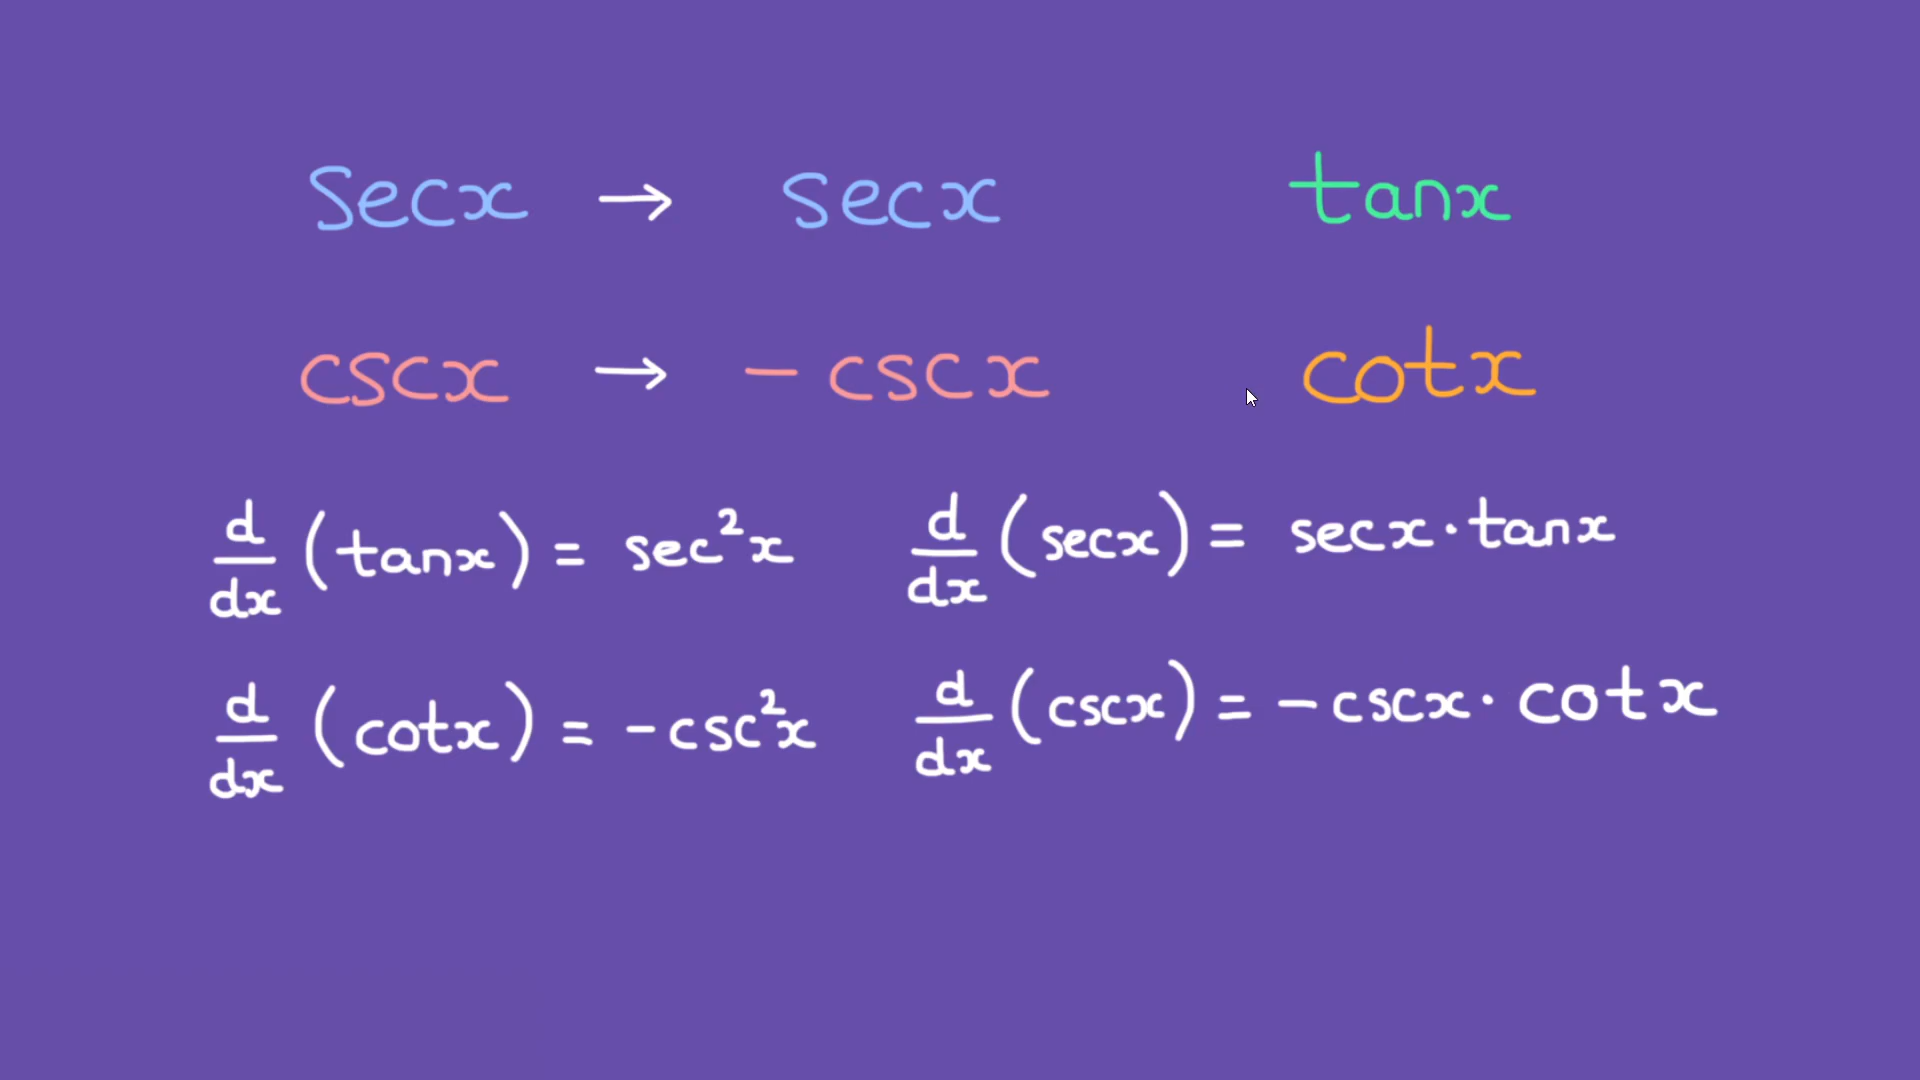 secx → secx tanx
cscx → -cscx cotx
d/dx (tanx) = sec²x d/dx (secx) = secx · tanx
d/dx (cotx) = -csc²x d/dx (cscx) = -cscx · cotx